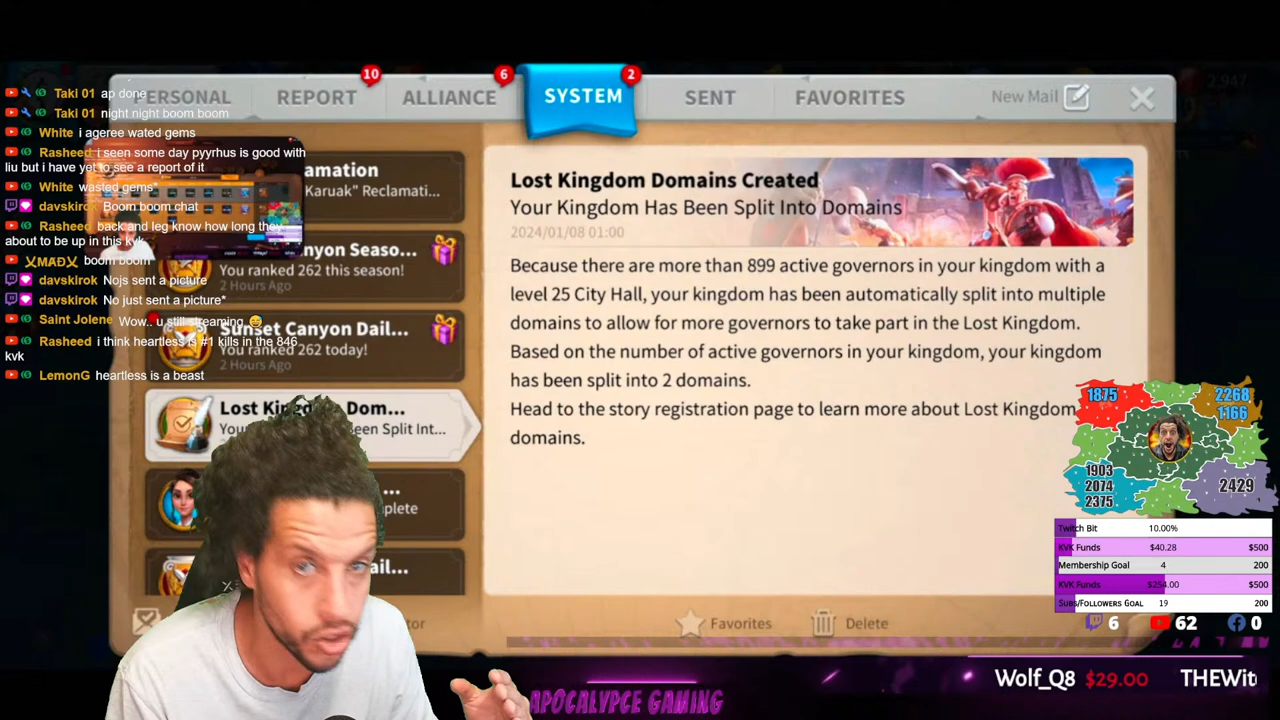 PERSONAL
REPORT
10
ALLIANCE
6
SYSTEM
2
SENT
FAVORITES
New Mail
2,947
Taki 01 ap done
Taki 01 night night boom boom
White i ageree wated gems
Rasheed i seen some day pyyrhus is good with
liu but i have yet to see a report of it
White wasted gems*
davskirok Boom boom chat
Rasheed back and leg know how long they
about to be up in this kvk
boom boom
davskirok Nojs sent a picture
davskirok No just sent a picture*
Saint Jolene Wow.. u still streaming
Rasheed i think heartless is #1 kills in the 846
kvk
LemonG heartless is a beast
amation
Karuak" Reclamati...
anyon Seaso...
You ranked 262 this season!
2 Hours Ago
Sunset Canyon Dail...
You ranked 262 today!
2 Hours Ago
Lost Kingd Dom...
You een Split Int...
...
plete
ail...
Lost Kingdom Domains Created
Your Kingdom Has Been Split Into Domains
2024/01/08 01:00
Because there are more than 899 active governors in your kingdom with a
level 25 City Hall, your kingdom has been automatically split into multiple
domains to allow for more governors to take part in the Lost Kingdom.
Based on the number of active governors in your kingdom, your kingdom
has been split into 2 domains.
Head to the story registration page to learn more about Lost Kingdom
domains.
Favorites
Delete
1875
2268
1166
1903
2074
2375
2429
Twitch Bit 10.00%
KVK Funds $40.28 $500
Membership Goal 4 200
KVK Funds $254.00 $500
Subs/Followers Goal 19 200
6 62 0
Wolf_Q8 $29.00 THEWit
APOCALYPCE GAMING